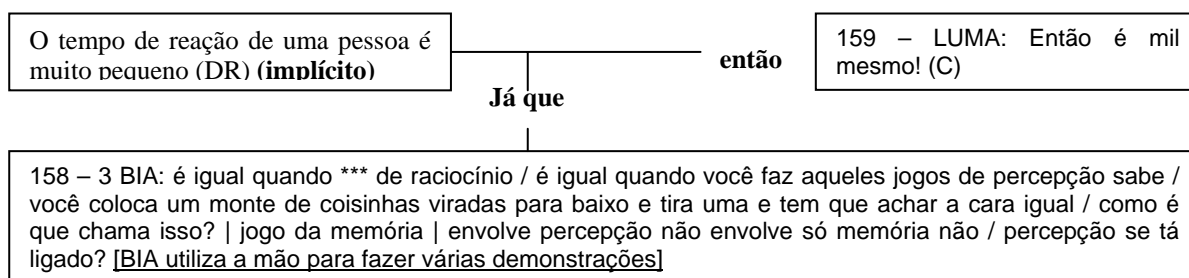 O tempo de reação de uma pessoa é
muito pequeno (DR) (implícito)
então
159 – LUMA: Então é mil
mesmo! (C)
Já que
158 – 3 BIA: é igual quando *** de raciocínio / é igual quando você faz aqueles jogos de percepção sabe /
você coloca um monte de coisinhas viradas para baixo e tira uma e tem que achar a cara igual / como é
que chama isso? | jogo da memória | envolve percepção não envolve só memória não / percepção se tá
ligado? [BIA utiliza a mão para fazer várias demonstrações]